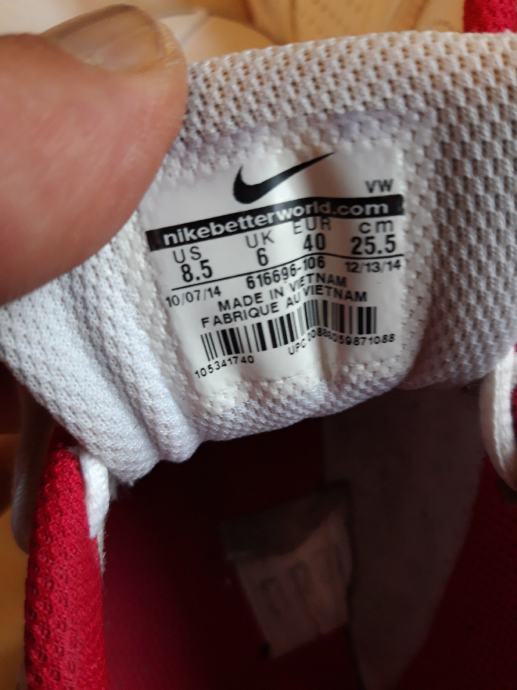 VW
nikebetterworld.com
US UK EUR cm
8.5 6 40 25.5
10/07/14 616696-106 12/13/14
MADE IN VIETNAM
FABRIQUE AU VIETNAM
105341740
UPC